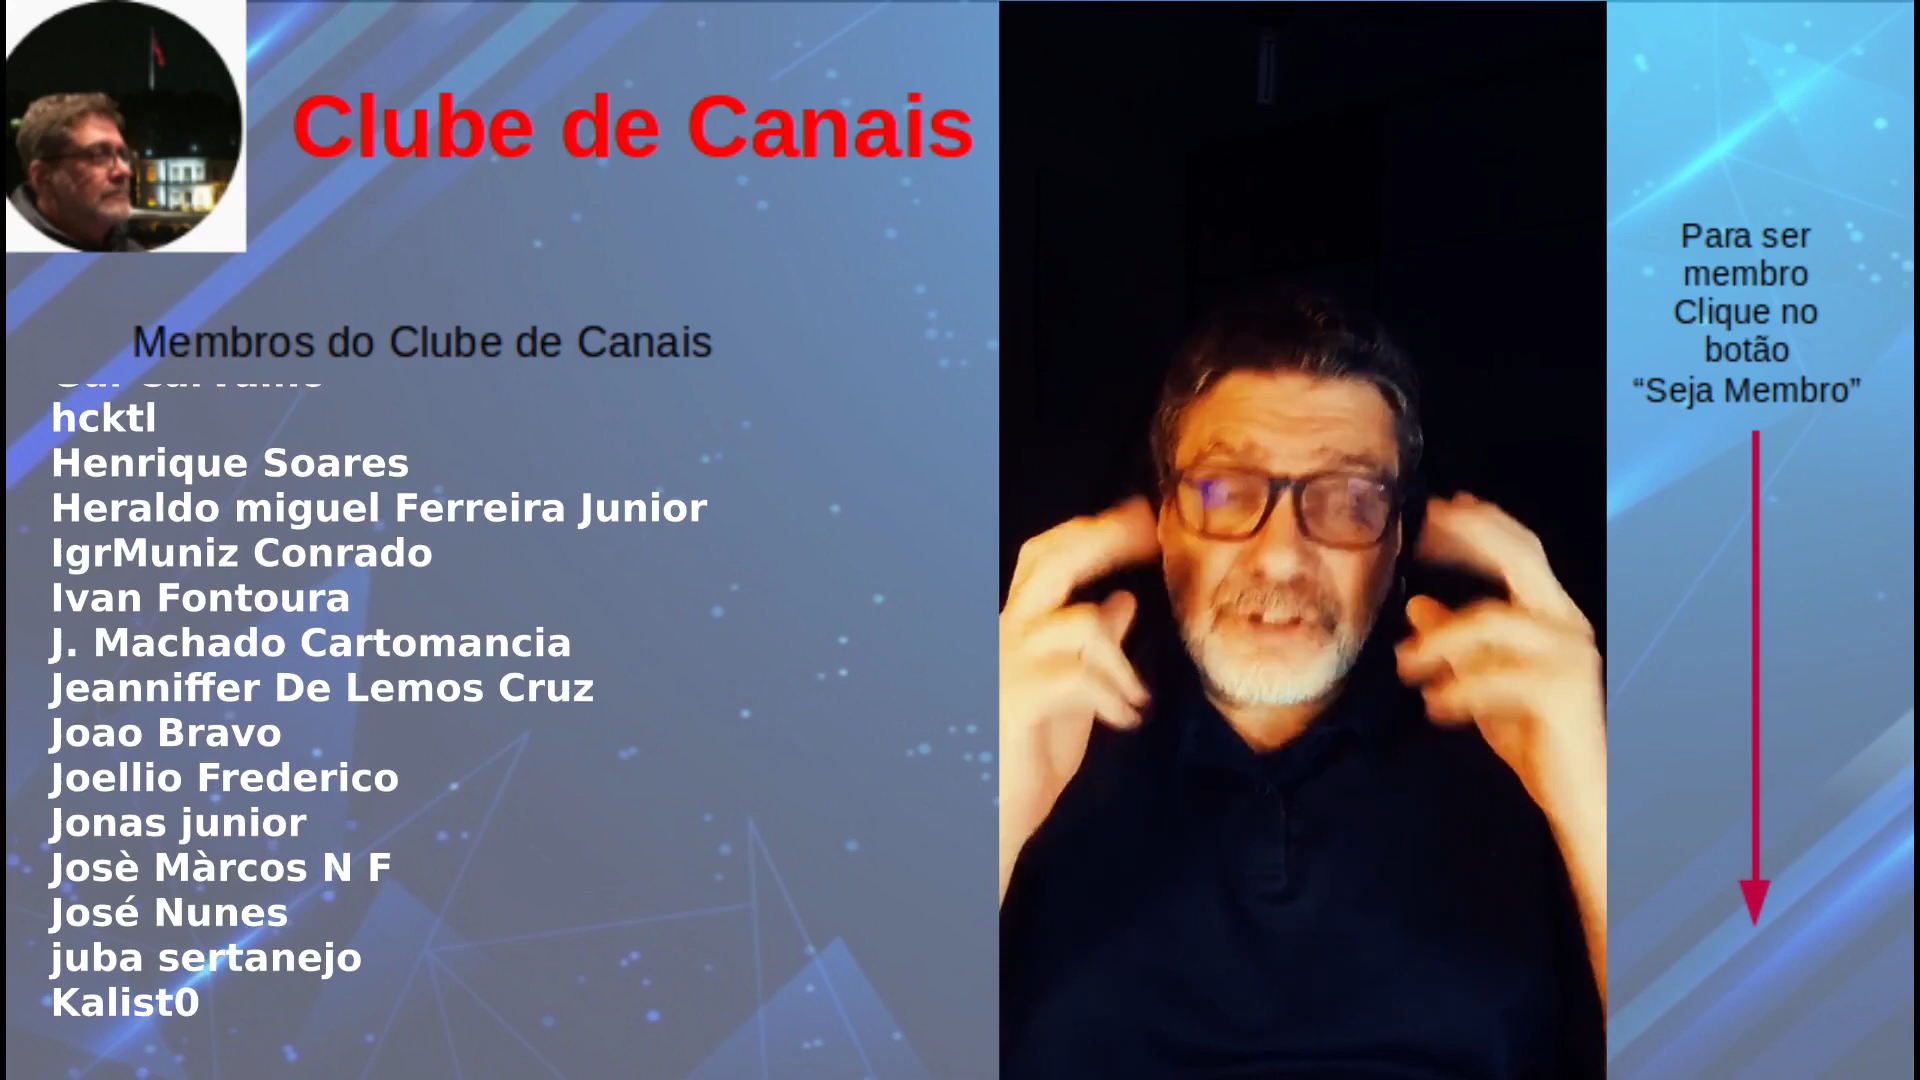 Clube de Canais
Membros do Clube de Canais
hcktl
Henrique Soares
Heraldo miguel Ferreira Junior
IgrMuniz Conrado
Ivan Fontoura
J. Machado Cartomancia
Jeanniffer De Lemos Cruz
Joao Bravo
Joellio Frederico
Jonas junior
Josè Màrcos N F
José Nunes
juba sertanejo
Kalist0
Para ser
membro
Clique no
botão
“Seja Membro”